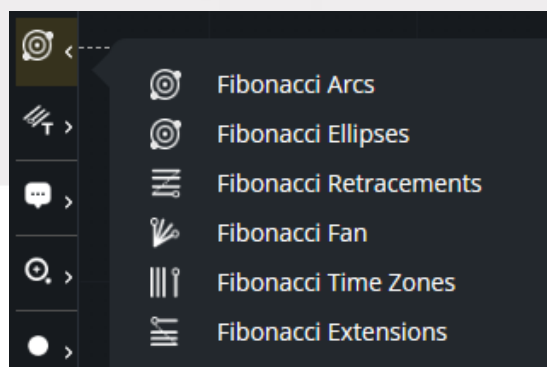 Fibonacci Arcs
Fibonacci Ellipses
T
Fibonacci Retracements
Fibonacci Fan
Fibonacci Time Zones
Fibonacci Extensions